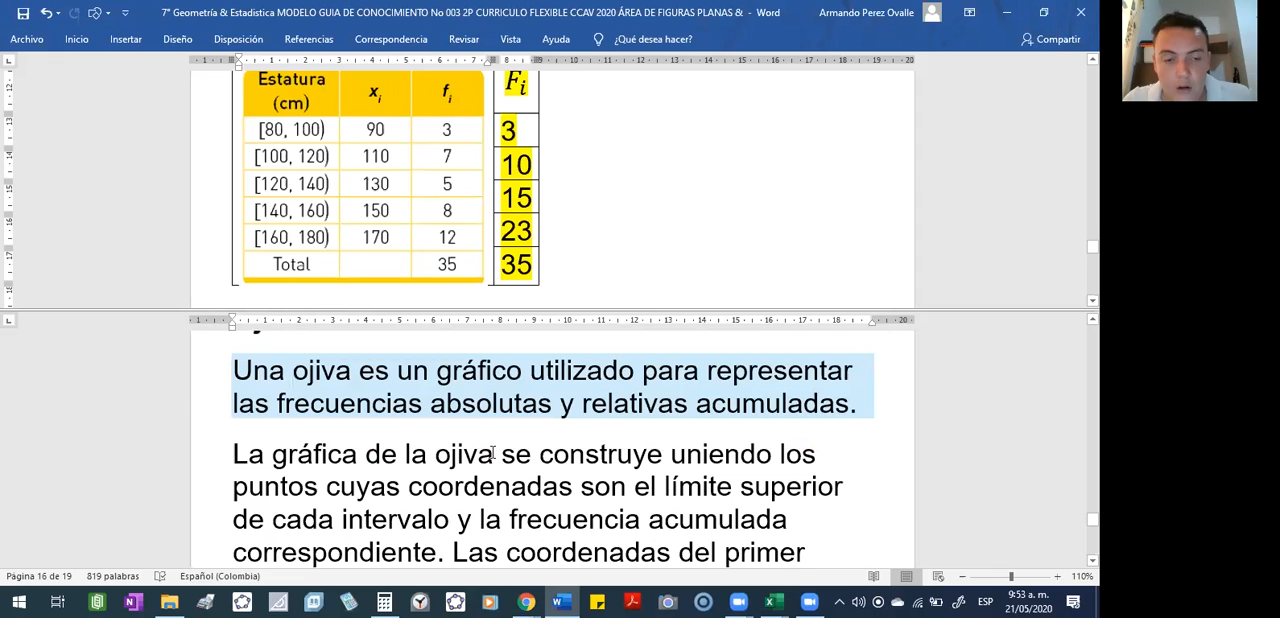 7° Geometría & Estadistica MODELO GUIA DE CONOCIMIENTO No 003 2P CURRICULO FLEXIBLE CCAV 2020 ÁREA DE FIGURAS PLANAS & - Word
Armando Perez Ovalle
Archivo Inicio Insertar Diseño Disposición Referencias Correspondencia Revisar Vista Ayuda ¿Qué desea hacer? Compartir
Estatura (cm) xi fi Fi
[80, 100) 90 3 3
[100, 120) 110 7 10
[120, 140) 130 5 15
[140, 160) 150 8 23
[160, 180) 170 12 35
Total 35
Una ojiva es un gráfico utilizado para representar
las frecuencias absolutas y relativas acumuladas.
La gráfica de la ojiva se construye uniendo los
puntos cuyas coordenadas son el límite superior
de cada intervalo y la frecuencia acumulada
correspondiente. Las coordenadas del primer
Página 16 de 19 819 palabras Español (Colombia) 110%
ESP
9:53 a. m.
21/05/2020